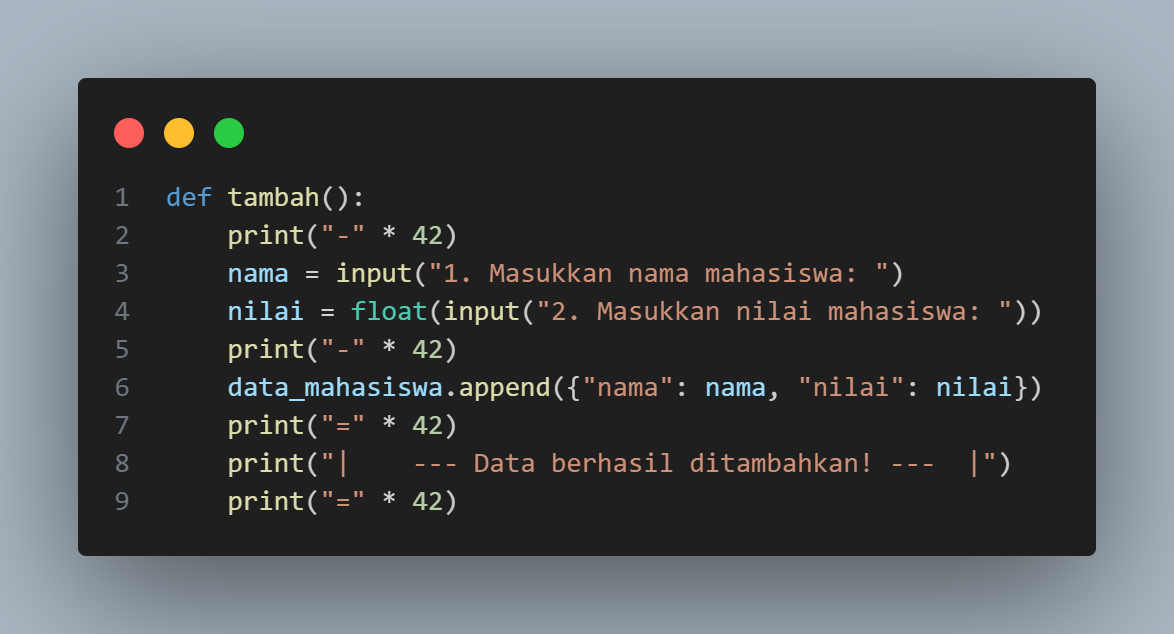 1 def tambah():
2     print("-" * 42)
3     nama = input("1. Masukkan nama mahasiswa: ")
4     nilai = float(input("2. Masukkan nilai mahasiswa: "))
5     print("-" * 42)
6     data_mahasiswa.append({"nama": nama, "nilai": nilai})
7     print("=" * 42)
8     print("|    --- Data berhasil ditambahkan! ---  |")
9     print("=" * 42)